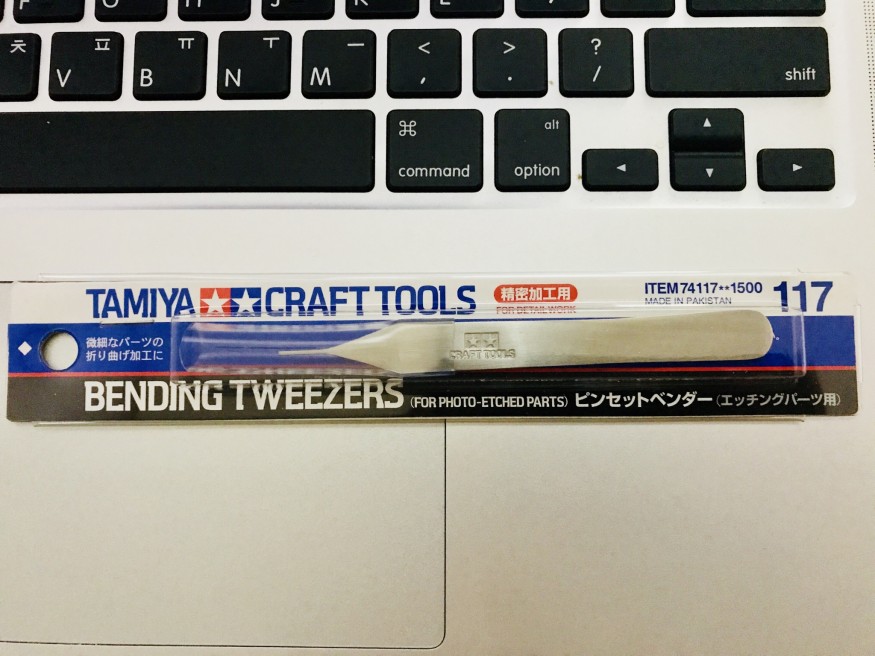 ㅊ
V ㅍ
B ㅠ
N ㅜ
M ㅡ
< ,
> .
? /
shift
⌘
command
alt
option
◀
▲
▼
▶
TAMIYA CRAFT TOOLS
精密加工用
FOR DETAIL WORK
ITEM 74117**1500
MADE IN PAKISTAN
117
微細なパーツの
折り曲げ加工に
CRAFT TOOLS
BENDING TWEEZERS (FOR PHOTO-ETCHED PARTS) ピンセットベンダー (エッチングパーツ用)